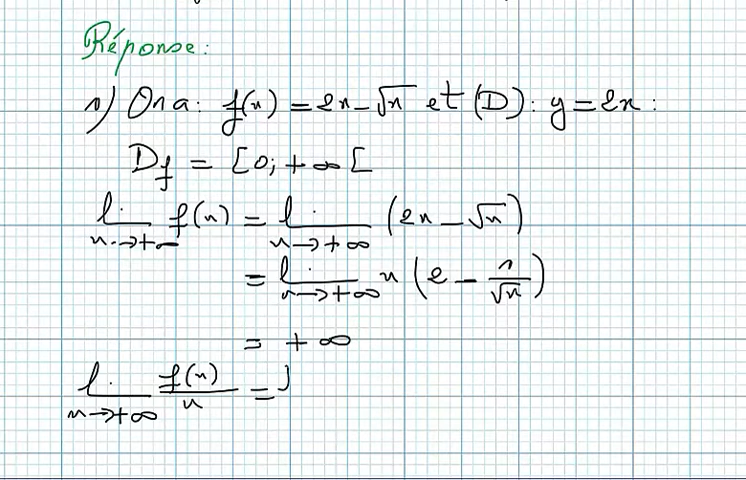 Réponse:
1) On a: f(x) = 2x - √x et (D): y = 2x:
Df = [0; +∞[
lim x→+∞ f(x) = lim x→+∞ (2x - √x)
= lim x→+∞ x (2 - 1/√x)
= +∞
lim x→+∞ f(x)/x =